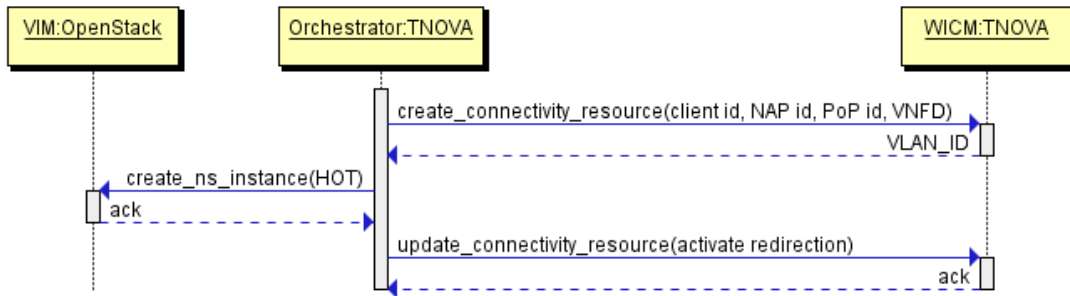 VIM:OpenStack
Orchestrator:TNOVA
WICM:TNOVA
create_connectivity_resource(client id, NAP id, PoP id, VNFD)
VLAN_ID
create_ns_instance(HOT)
ack
update_connectivity_resource(activate redirection)
ack